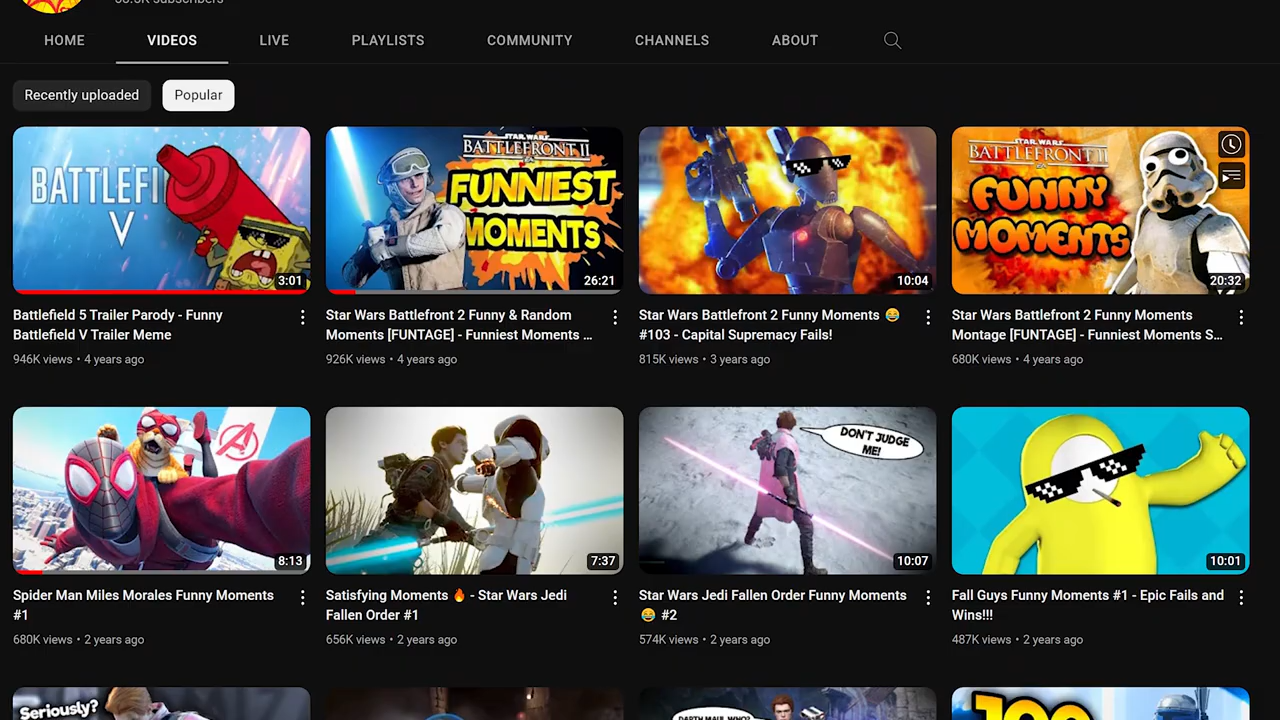 HOME
VIDEOS
LIVE
PLAYLISTS
COMMUNITY
CHANNELS
ABOUT
Recently uploaded
Popular
BATTLEFI
V
3:01
STAR WARS
BATTLEFRONT II
FUNNIEST
MOMENTS
26:21
10:04
STAR WARS
BATTLEFRONT II
FUNNY
MOMENTS
20:32
Battlefield 5 Trailer Parody - Funny
Battlefield V Trailer Meme
946K views • 4 years ago
Star Wars Battlefront 2 Funny & Random
Moments [FUNTAGE] - Funniest Moments ...
926K views • 4 years ago
Star Wars Battlefront 2 Funny Moments 😂
#103 - Capital Supremacy Fails!
815K views • 3 years ago
Star Wars Battlefront 2 Funny Moments
Montage [FUNTAGE] - Funniest Moments S...
680K views • 4 years ago
8:13
7:37
DON'T JUDGE
ME!
10:07
10:01
Spider Man Miles Morales Funny Moments
#1
680K views • 2 years ago
Satisfying Moments 🔥 - Star Wars Jedi
Fallen Order #1
656K views • 2 years ago
Star Wars Jedi Fallen Order Funny Moments
😂 #2
574K views • 2 years ago
Fall Guys Funny Moments #1 - Epic Fails and
Wins!!!
487K views • 2 years ago
Seriously?
DARTH MAUL, WHO?
100